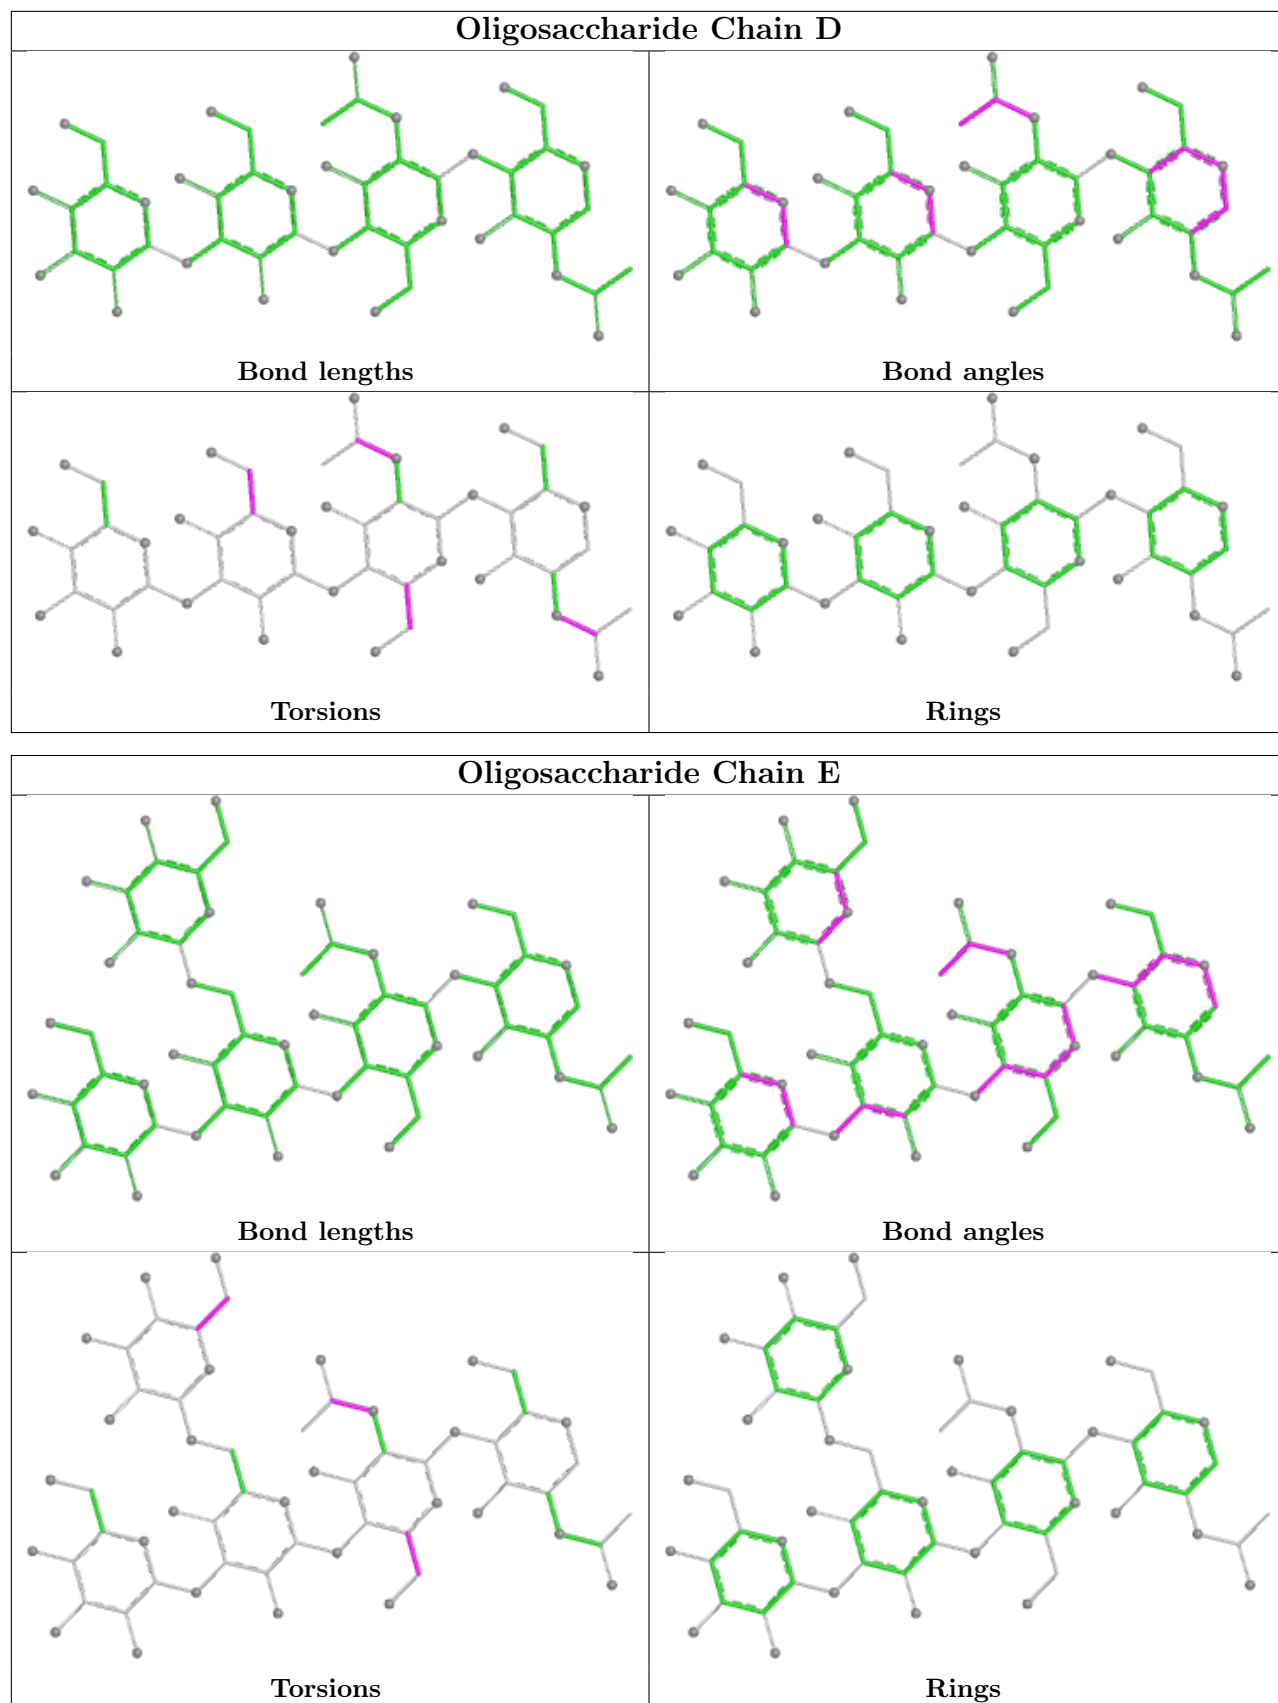 Oligosaccharide Chain D
Bond lengths
Bond angles
Torsions
Rings
Oligosaccharide Chain E
Bond lengths
Bond angles
Torsions
Rings